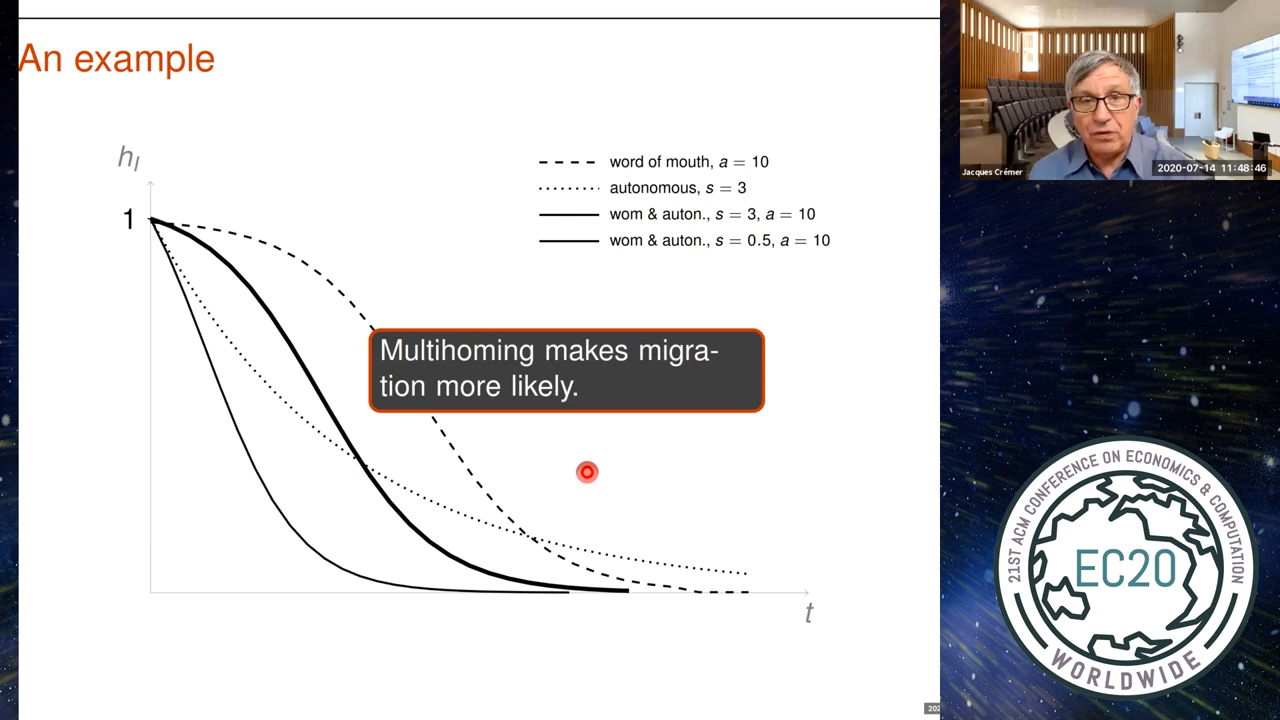 An example
h_I
1
word of mouth, a = 10
autonomous, s = 3
wom & auton., s = 3, a = 10
wom & auton., s = 0.5, a = 10
Multihoming makes migra-
tion more likely.
t
Jacques Crémer
2020-07-14 11:48:46
21ST ACM CONFERENCE ON ECONOMICS & COMPUTATION
EC20
WORLDWIDE